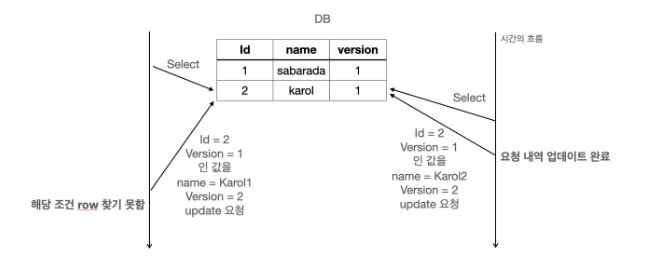 DB
시간의 흐름
Id name version
1 sabarada 1
2 karol 1
Select
Select
Id = 2
Version = 1
인 값을
name = Karol1
Version = 2
update 요청
Id = 2
Version = 1
인 값을
name = Karol2
Version = 2
update 요청
요청 내역 업데이트 완료
해당 조건 row 찾기 못함